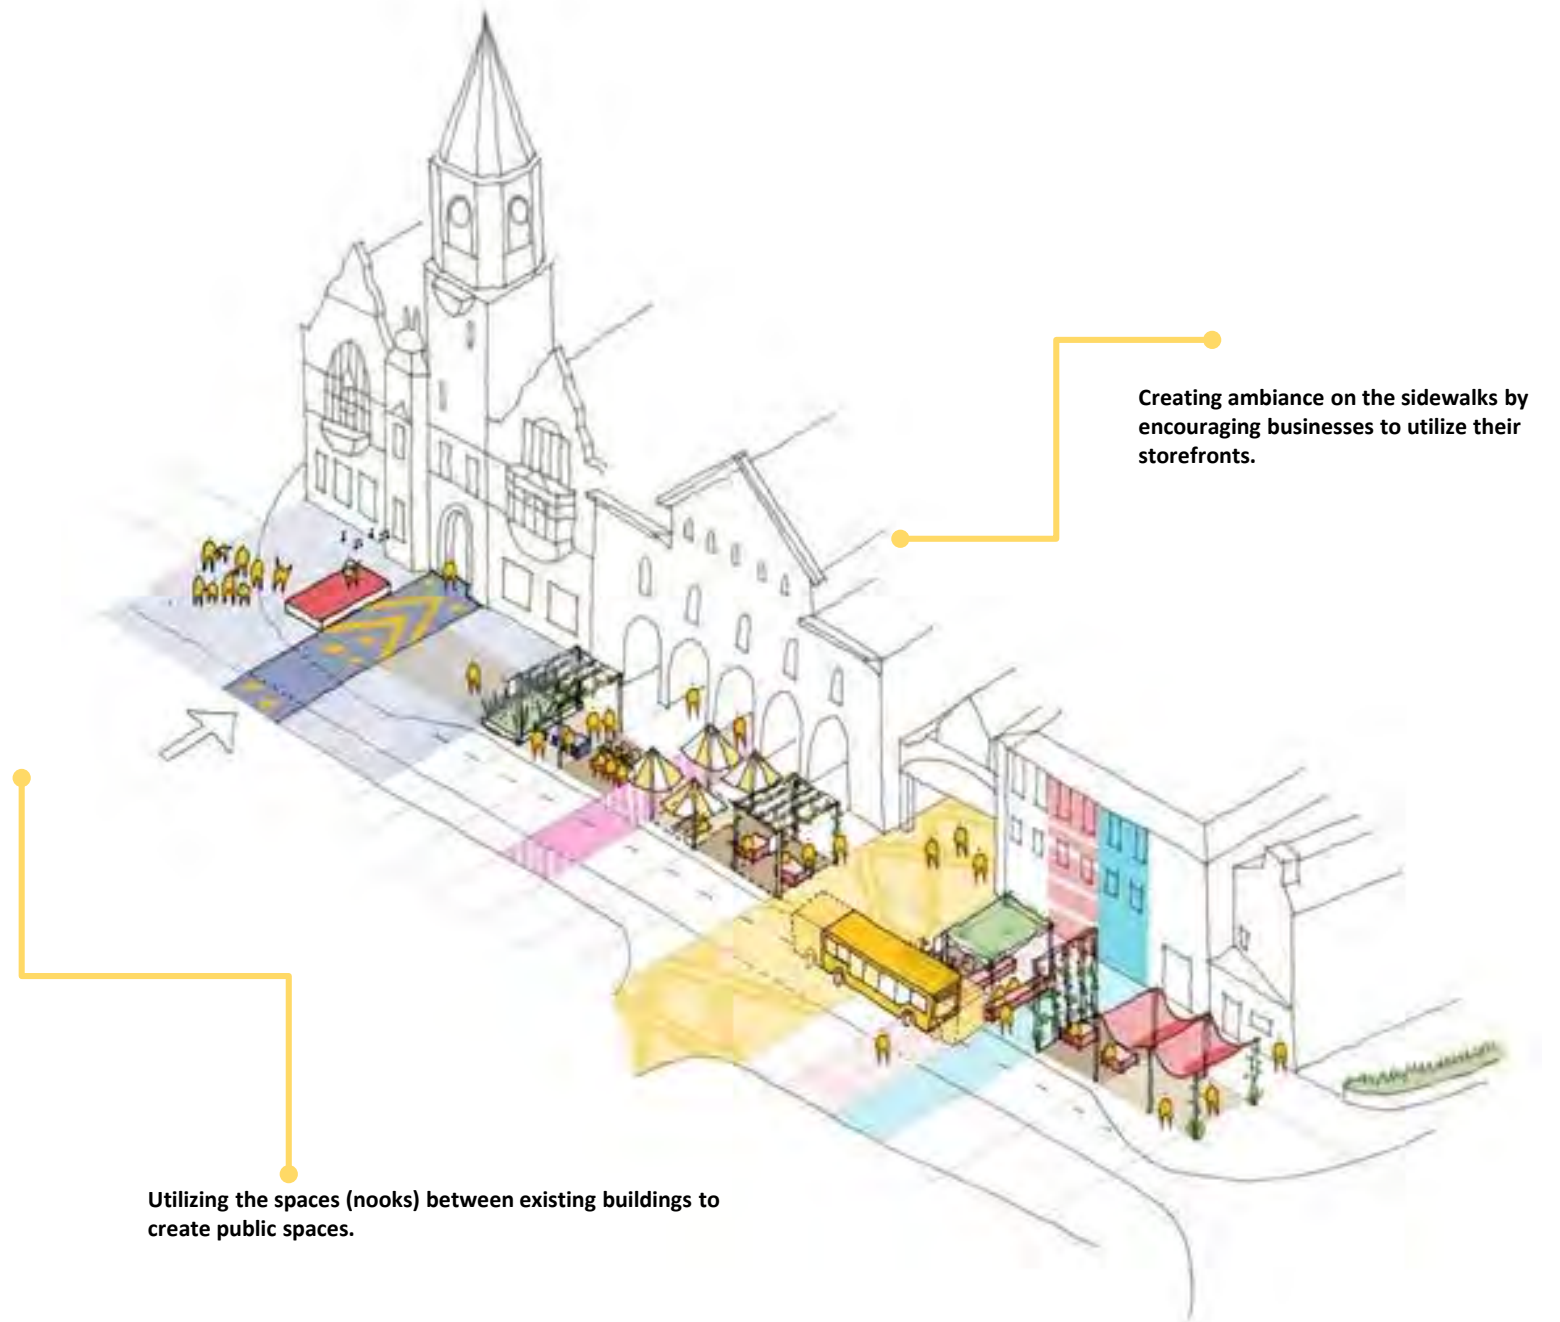 Creating ambiance on the sidewalks by
encouraging businesses to utilize their
storefronts.
Utilizing the spaces (nooks) between existing buildings to
create public spaces.